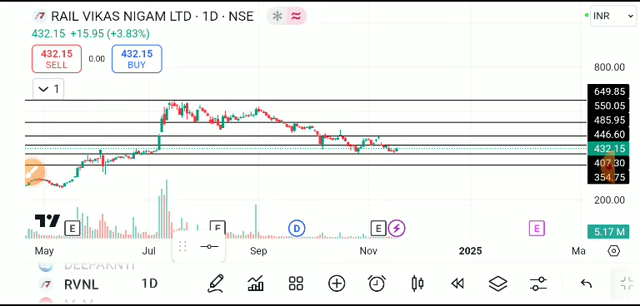 RAIL VIKAS NIGAM LTD · 1D · NSE
INR
432.15 +15.95 (+3.83%)
432.15
SELL
0.00
432.15
BUY
1
800.00
649.85
550.05
485.95
446.60
432.15
407.30
354.75
200.00
5.17 M
E
E
D
E
E
May
Jul
Sep
Nov
2025
Ma
RVNL
1D